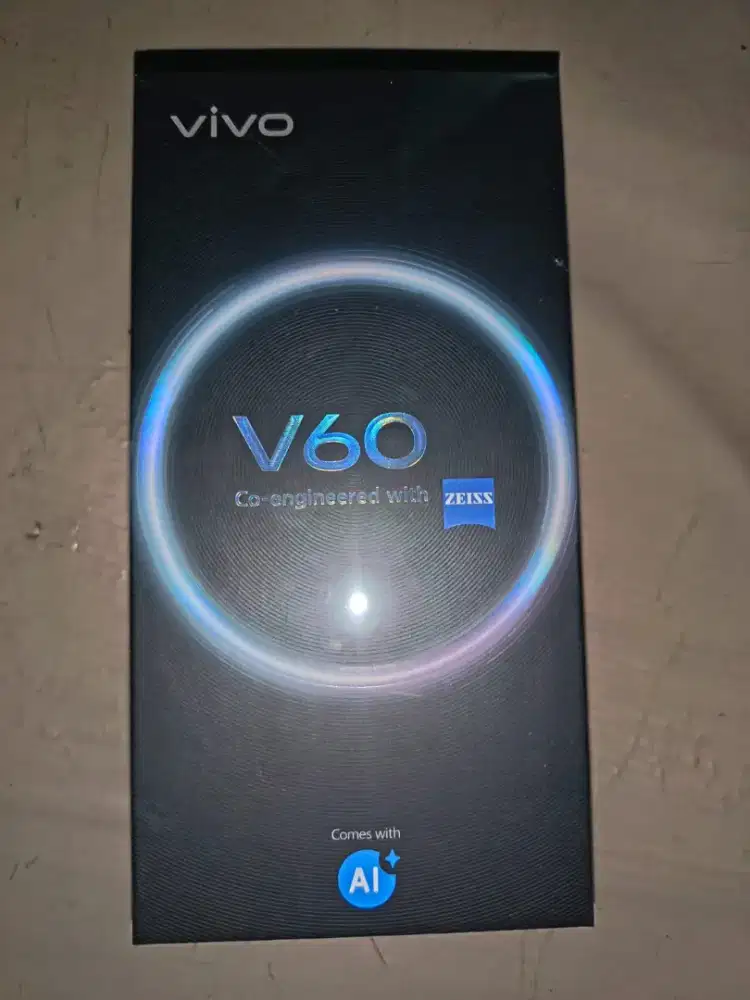 vivo
V60
Co-engineered with ZEISS
Comes with
AI